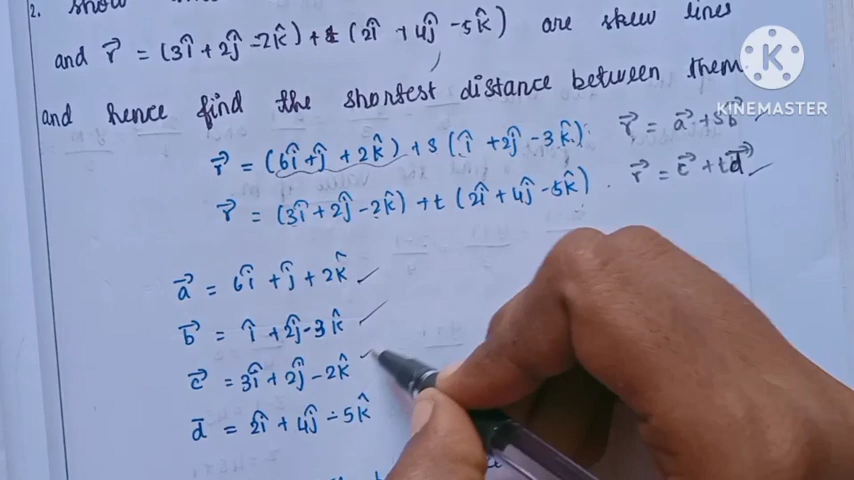 2. show
and r⃗ = (3î + 2ĵ - 2k̂) + t (2î + 4ĵ - 5k̂) are skew lines
and hence find the shortest distance between them
r⃗ = (6î + ĵ + 2k̂) + s (î + 2ĵ - 3k̂).
r⃗ = a⃗ + sb⃗
r⃗ = (3î + 2ĵ - 2k̂) + t (2î + 4ĵ - 5k̂).
r⃗ = c⃗ + td⃗
a⃗ = 6î + ĵ + 2k̂
b⃗ = î + 2ĵ - 3k̂
c⃗ = 3î + 2ĵ - 2k̂
d⃗ = 2î + 4ĵ - 5k̂
K
KINEMASTER